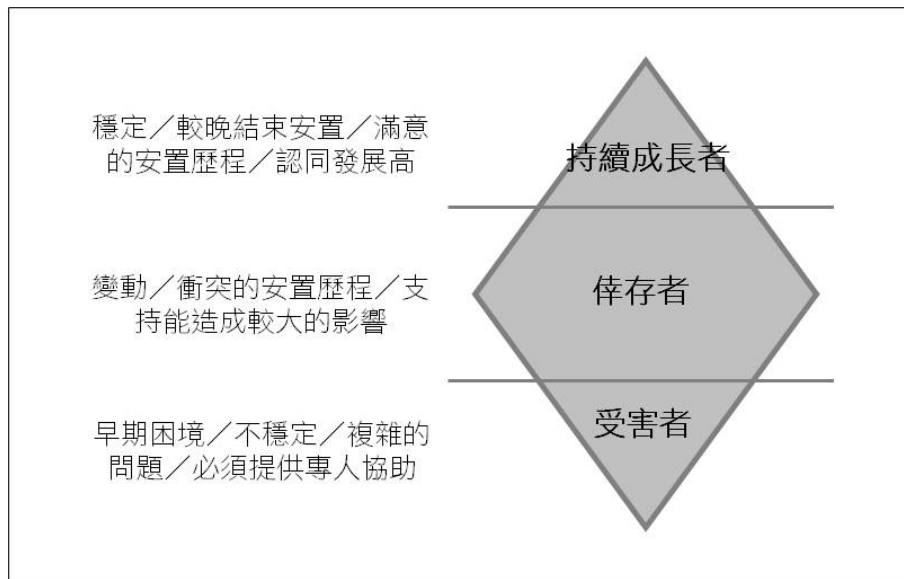 穩定／較晚結束安置／滿意
的安置歷程／認同發展高
持續成長者
變動／衝突的安置歷程／支
持能造成較大的影響
倖存者
早期困境／不穩定／複雜的
問題／必須提供專人協助
受害者